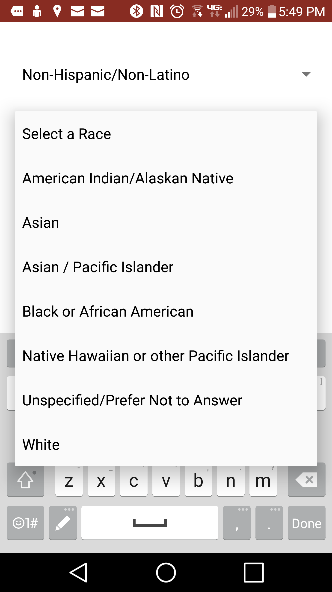 29% 5:49 PM
Non-Hispanic/Non-Latino
Select a Race
American Indian/Alaskan Native
Asian
Asian / Pacific Islander
Black or African American
Native Hawaiian or other Pacific Islander
Unspecified/Prefer Not to Answer
White
z x c v b n m
☺1# , . Done